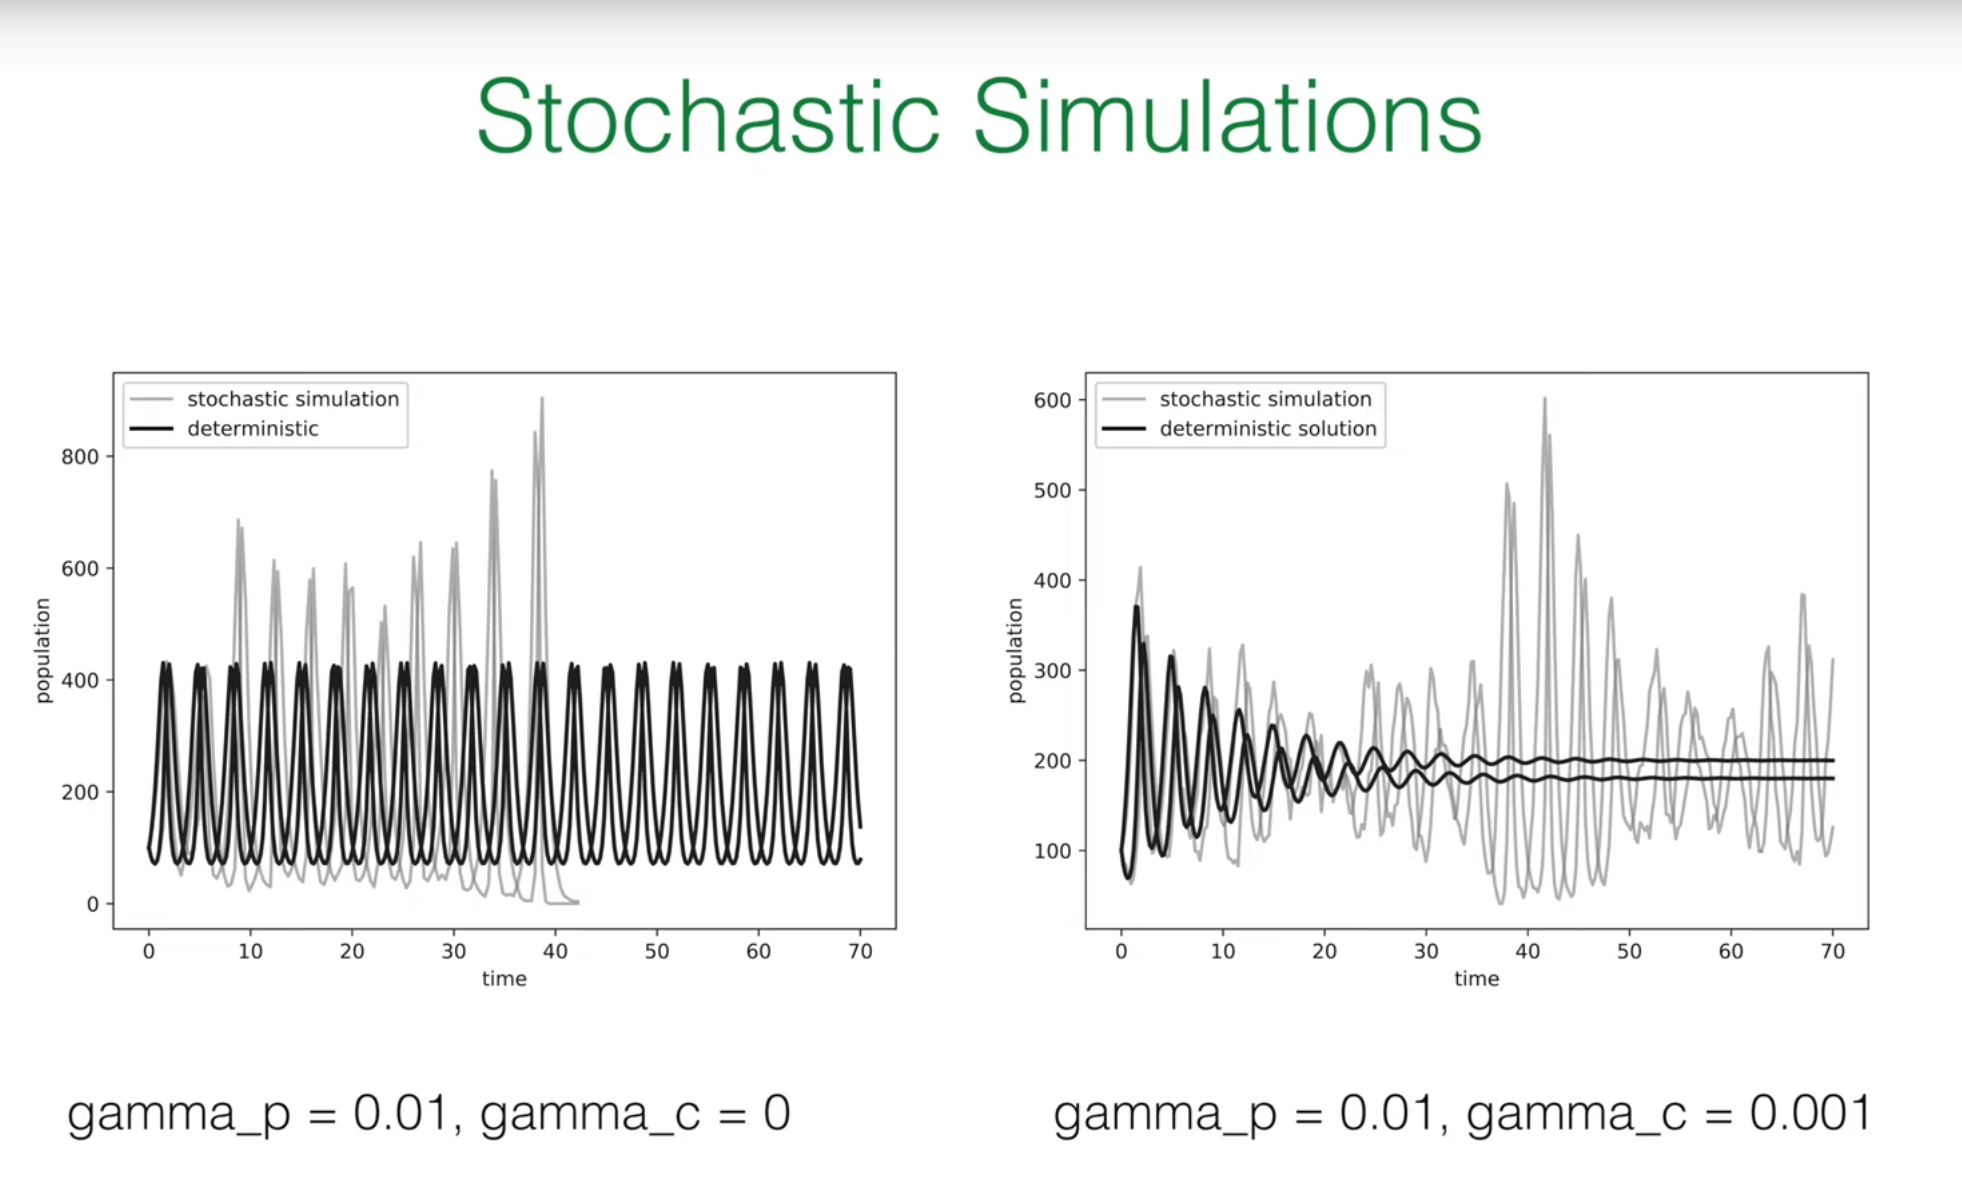 Stochastic Simulations
stochastic simulation
deterministic
800
600
400
200
0
population
0 10 20 30 40 50 60 70
time
stochastic simulation
deterministic solution
600
500
400
300
200
100
population
0 10 20 30 40 50 60 70
time
gamma_p = 0.01, gamma_c = 0
gamma_p = 0.01, gamma_c = 0.001